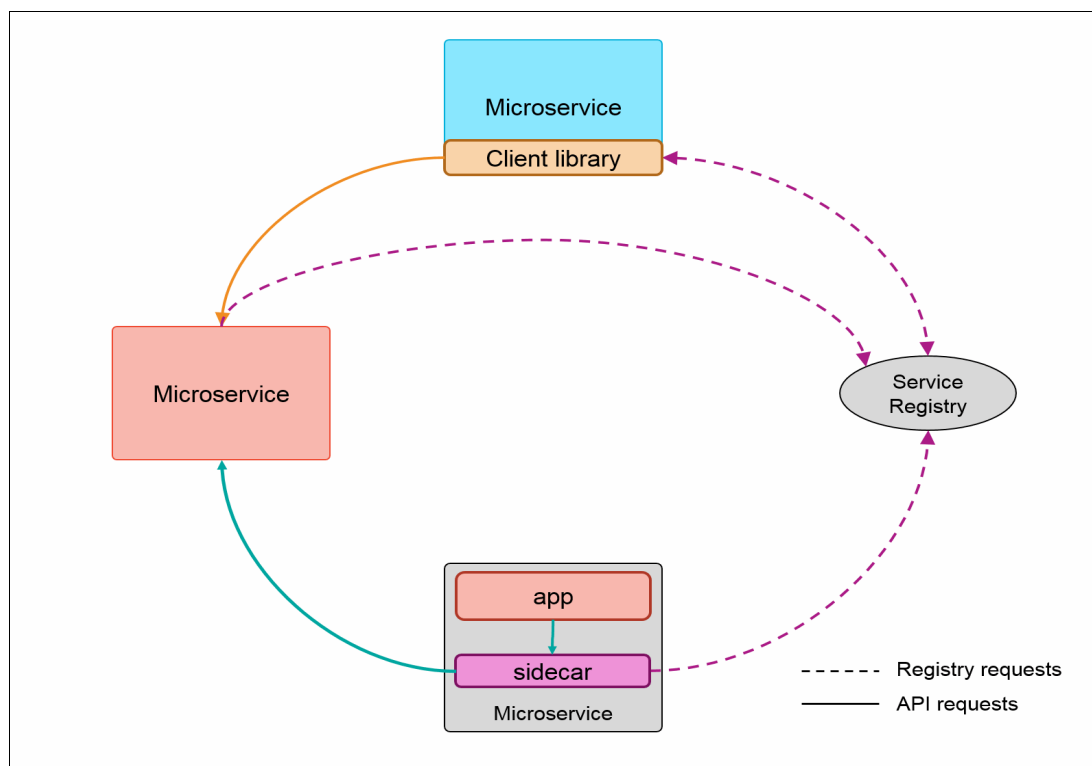 Microservice
Client library
Microservice
Service
Registry
app
sidecar
Microservice
Registry requests
API requests